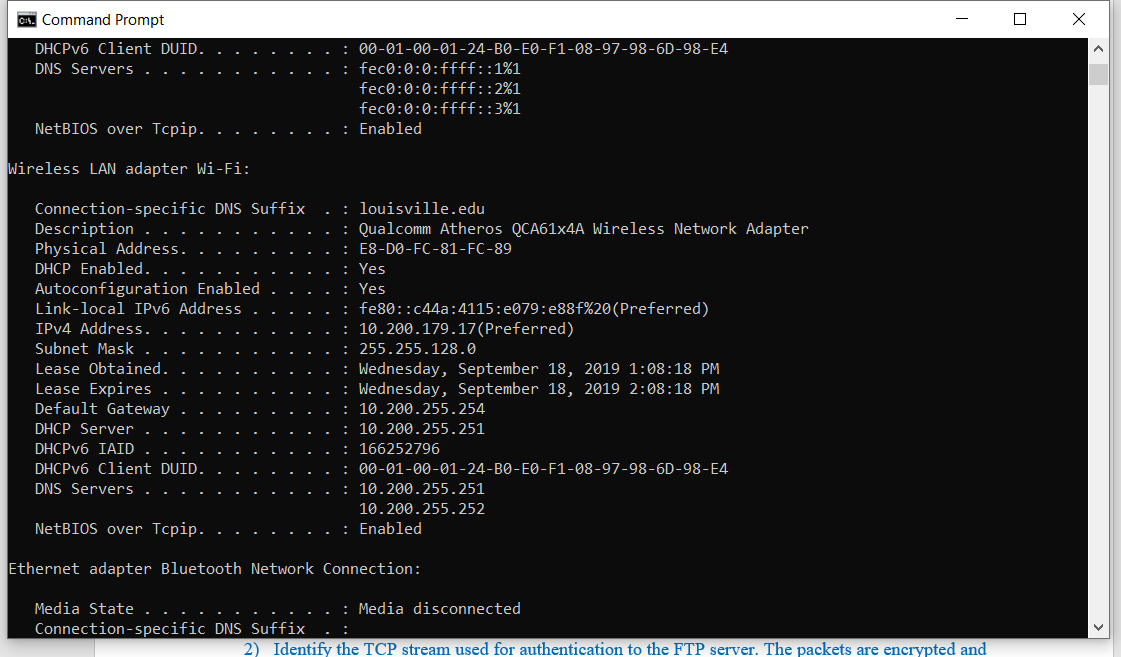 Command Prompt
DHCPv6 Client DUID. . . . . . . . : 00-01-00-01-24-B0-E0-F1-08-97-98-6D-98-E4
DNS Servers . . . . . . . . . . . : fec0:0:0:ffff::1%1
fec0:0:0:ffff::2%1
fec0:0:0:ffff::3%1
NetBIOS over Tcpip. . . . . . . . : Enabled
Wireless LAN adapter Wi-Fi:
Connection-specific DNS Suffix  . : louisville.edu
Description . . . . . . . . . . . : Qualcomm Atheros QCA61x4A Wireless Network Adapter
Physical Address. . . . . . . . . : E8-D0-FC-81-FC-89
DHCP Enabled. . . . . . . . . . . : Yes
Autoconfiguration Enabled . . . . : Yes
Link-local IPv6 Address . . . . . : fe80::c44a:4115:e079:e88f%20(Preferred)
IPv4 Address. . . . . . . . . . . : 10.200.179.17(Preferred)
Subnet Mask . . . . . . . . . . . : 255.255.128.0
Lease Obtained. . . . . . . . . . : Wednesday, September 18, 2019 1:08:18 PM
Lease Expires . . . . . . . . . . : Wednesday, September 18, 2019 2:08:18 PM
Default Gateway . . . . . . . . . : 10.200.255.254
DHCP Server . . . . . . . . . . . : 10.200.255.251
DHCPv6 IAID . . . . . . . . . . . : 166252796
DHCPv6 Client DUID. . . . . . . . : 00-01-00-01-24-B0-E0-F1-08-97-98-6D-98-E4
DNS Servers . . . . . . . . . . . : 10.200.255.251
10.200.255.252
NetBIOS over Tcpip. . . . . . . . : Enabled
Ethernet adapter Bluetooth Network Connection:
Media State . . . . . . . . . . . : Media disconnected
Connection-specific DNS Suffix  . :
2) Identify the TCP stream used for authentication to the FTP server. The packets are encrypted and